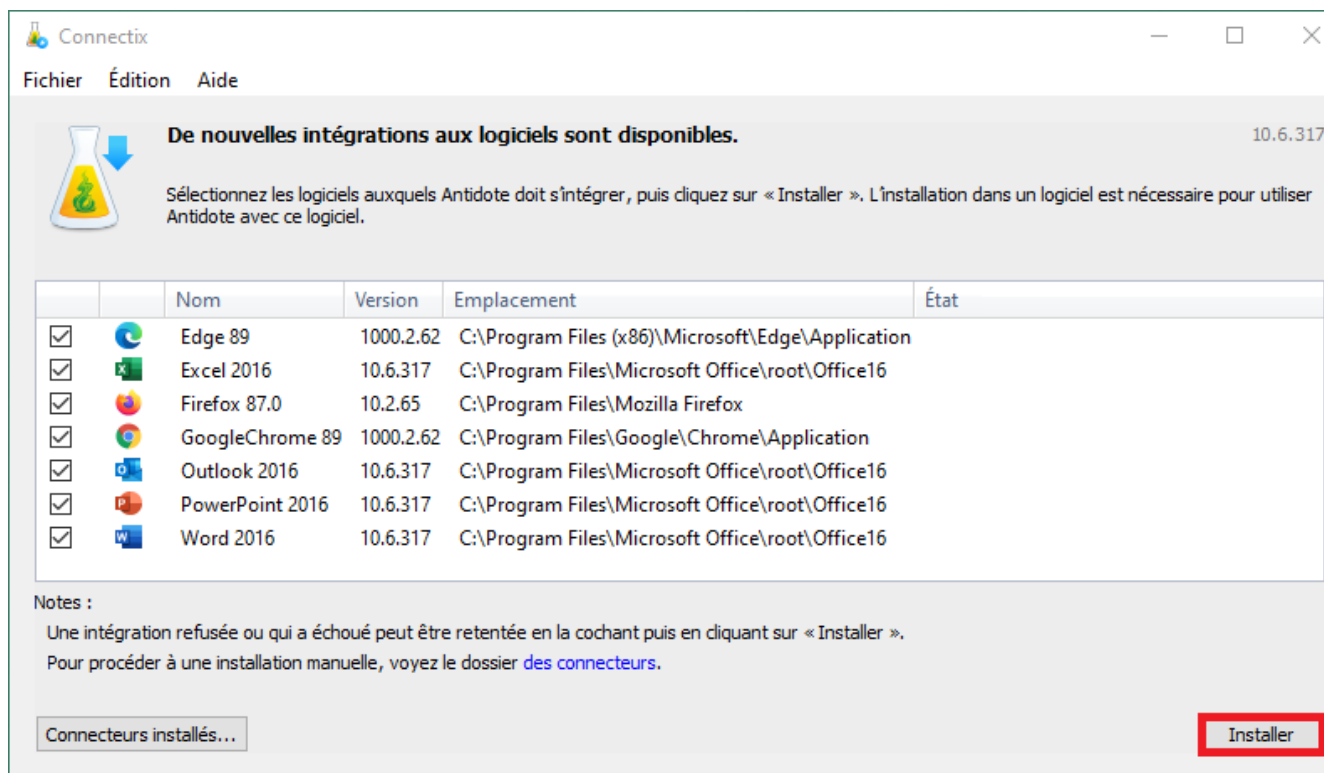 Connectix
Fichier Édition Aide
De nouvelles intégrations aux logiciels sont disponibles. 10.6.317
Sélectionnez les logiciels auxquels Antidote doit s'intégrer, puis cliquez sur « Installer ». L'installation dans un logiciel est nécessaire pour utiliser
Antidote avec ce logiciel.
Nom Version Emplacement État
Edge 89 1000.2.62 C:\Program Files (x86)\Microsoft\Edge\Application
Excel 2016 10.6.317 C:\Program Files\Microsoft Office\root\Office16
Firefox 87.0 10.2.65 C:\Program Files\Mozilla Firefox
GoogleChrome 89 1000.2.62 C:\Program Files\Google\Chrome\Application
Outlook 2016 10.6.317 C:\Program Files\Microsoft Office\root\Office16
PowerPoint 2016 10.6.317 C:\Program Files\Microsoft Office\root\Office16
Word 2016 10.6.317 C:\Program Files\Microsoft Office\root\Office16
Notes :
Une intégration refusée ou qui a échoué peut être retentée en la cochant puis en cliquant sur « Installer ».
Pour procéder à une installation manuelle, voyez le dossier des connecteurs.
Connecteurs installés... Installer